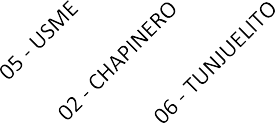 05 - USME
02 - CHAPINERO
06 - TUNJUELITO